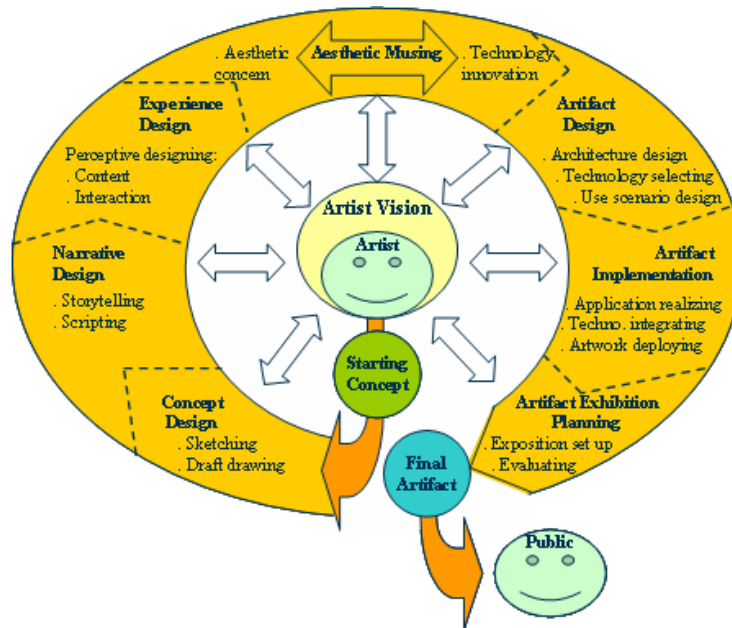 . Aesthetic
concern
Aesthetic Musing
. Technology
innovation
Experience
Design
Perceptive designing:
. Content
. Interaction
Artifact
Design
. Architecture design
. Technology selecting
. Use scenario design
Artist Vision
Artist
Narrative
Design
. Storytelling
. Scripting
Artifact
Implementation
. Application realizing
. Techno. integrating
. Artwork deploying
Starting
Concept
Concept
Design
. Sketching
. Draft drawing
Artifact Exhibition
Planning
. Exposition set up
. Evaluating
Final
Artifact
Public